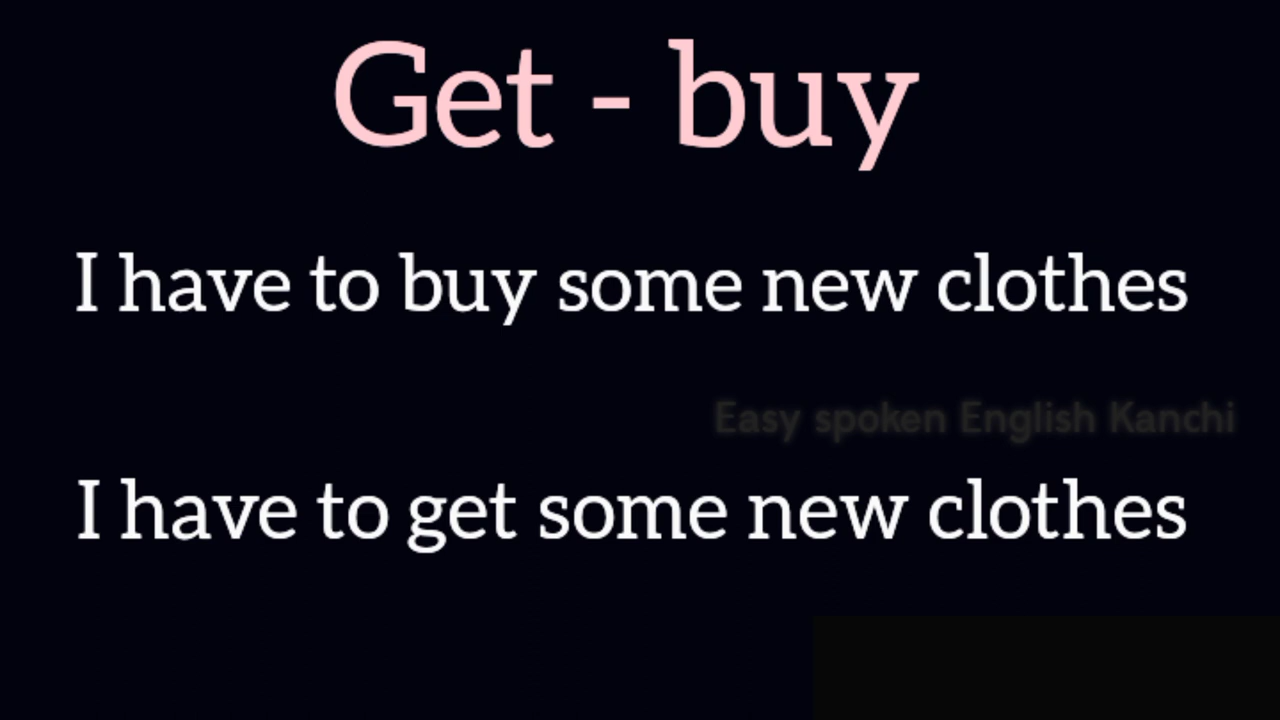 Get - buy
I have to buy some new clothes
Easy spoken English Kanchi
I have to get some new clothes